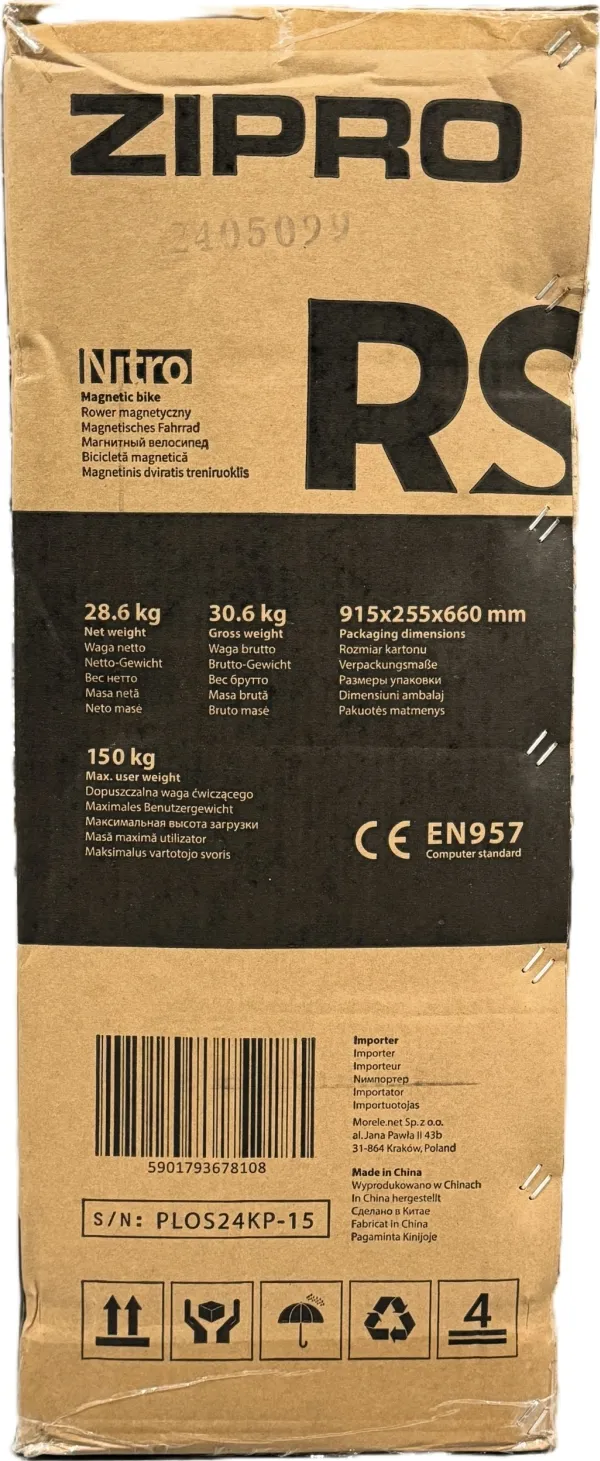 ZIPRO
2405099
RS
Nitro
Magnetic bike
Rower magnetyczny
Magnetisches Fahrrad
Магнитный велосипед
Bicicletă magnetică
Magnetinis dviratis treniruoklis
28.6 kg
Net weight
Waga netto
Netto-Gewicht
Вес нетто
Masa netă
Neto masė
30.6 kg
Gross weight
Waga brutto
Brutto-Gewicht
Вес брутто
Masa brută
Bruto masė
915x255x660 mm
Packaging dimensions
Rozmiar kartonu
Verpackungsmaße
Размеры упаковки
Dimensiuni ambalaj
Pakuotės matmenys
150 kg
Max. user weight
Dopuszczalna waga ćwiczącego
Maximales Benutzergewicht
Максимальная высота загрузки
Masă maximă utilizator
Maksimalus vartotojo svoris
CE EN957
Computer standard
5901793678108
S/N: PLOS24KP-15
Importer
Importer
Importeur
Nимпортер
Importator
Importuotojas
Morele.net Sp. z o.o.
al. Jana Pawła II 43b
31-864 Kraków, Poland
Made in China
Wyprodukowano w Chinach
In China hergestellt
Сделано в Китае
Fabricat in China
Pagaminta Kinijoje
4